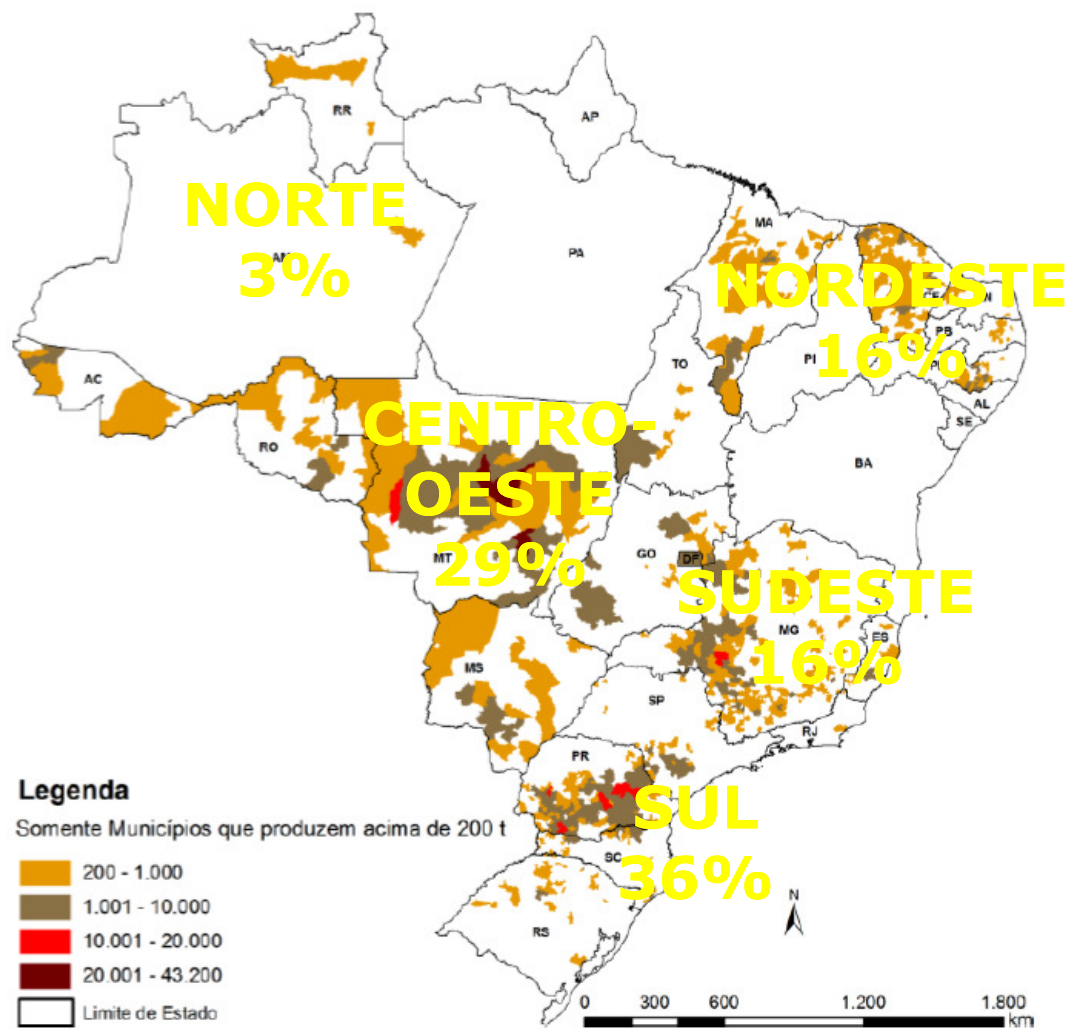 RR
AP
NORTE
3%
PA
MA
NORDESTE
16%
PB
PI
TO
AL
SE
AC
RO
BA
CENTRO-
OESTE
29%
MT
GO
DF
SUDESTE
16%
MG
ES
MS
SP
RJ
PR
SUL
36%
SC
RS
N
Legenda
Somente Municípios que produzem acima de 200 t
200 - 1.000
1.001 - 10.000
10.001 - 20.000
20.001 - 43.200
Limite de Estado
0 300 600 1.200 1.800
km